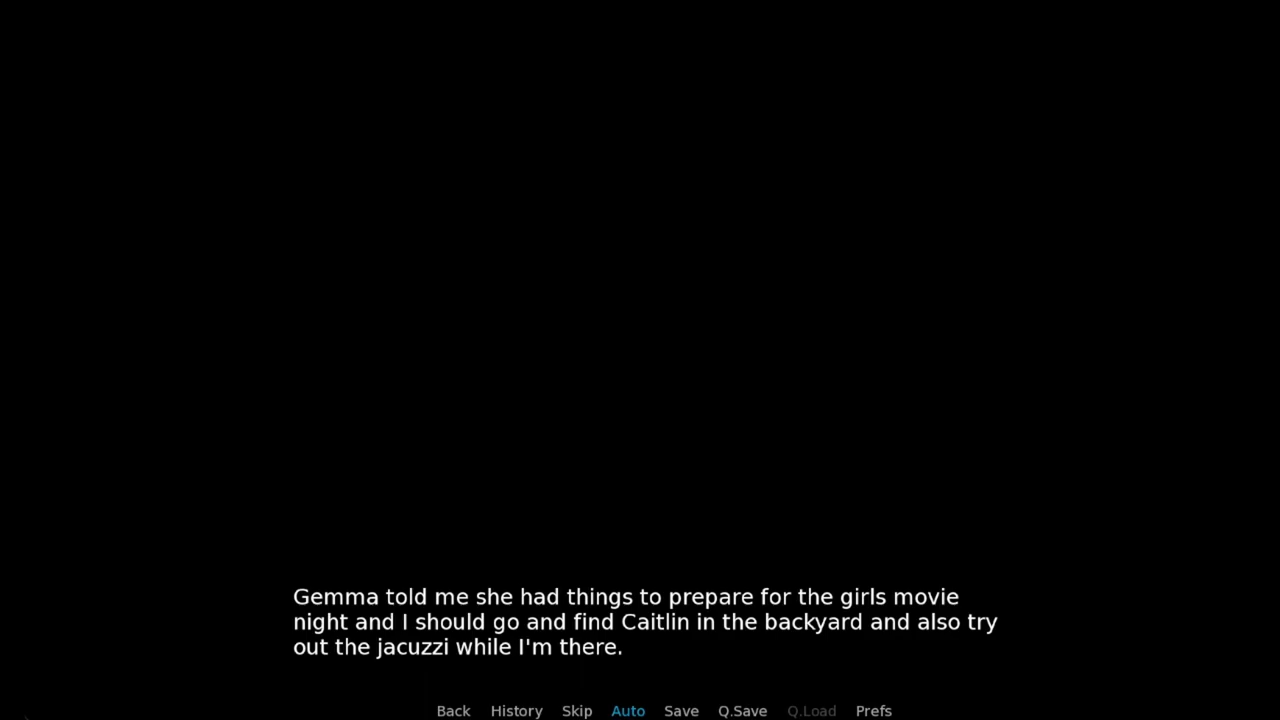 Gemma told me she had things to prepare for the girls movie
night and I should go and find Caitlin in the backyard and also try
out the jacuzzi while I'm there.
Back History Skip Auto Save Q.Save Q.Load Prefs